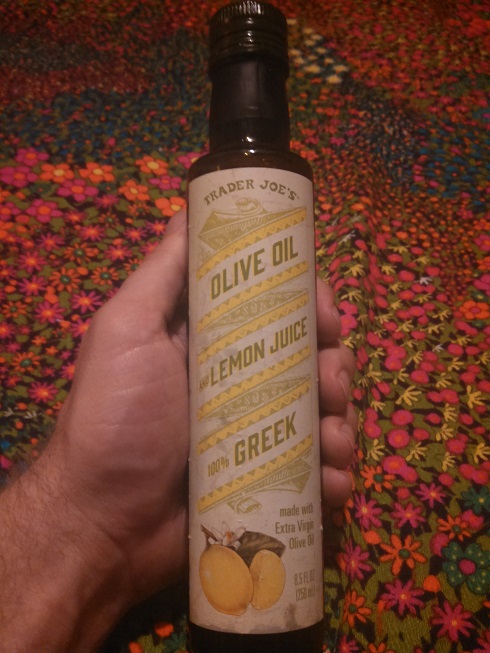 TRADER JOE'S
OLIVE OIL
AND LEMON JUICE
100% GREEK
made with
Extra Virgin
Olive Oil
8.5 FL OZ
(250 mL)